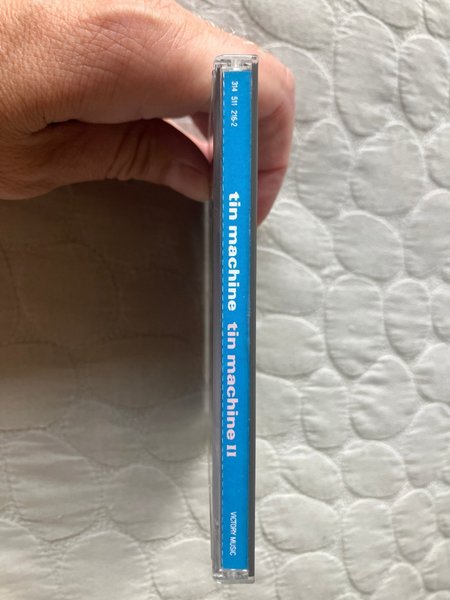 314 511 216-2
tin machine tin machine II
VICTORY MUSIC